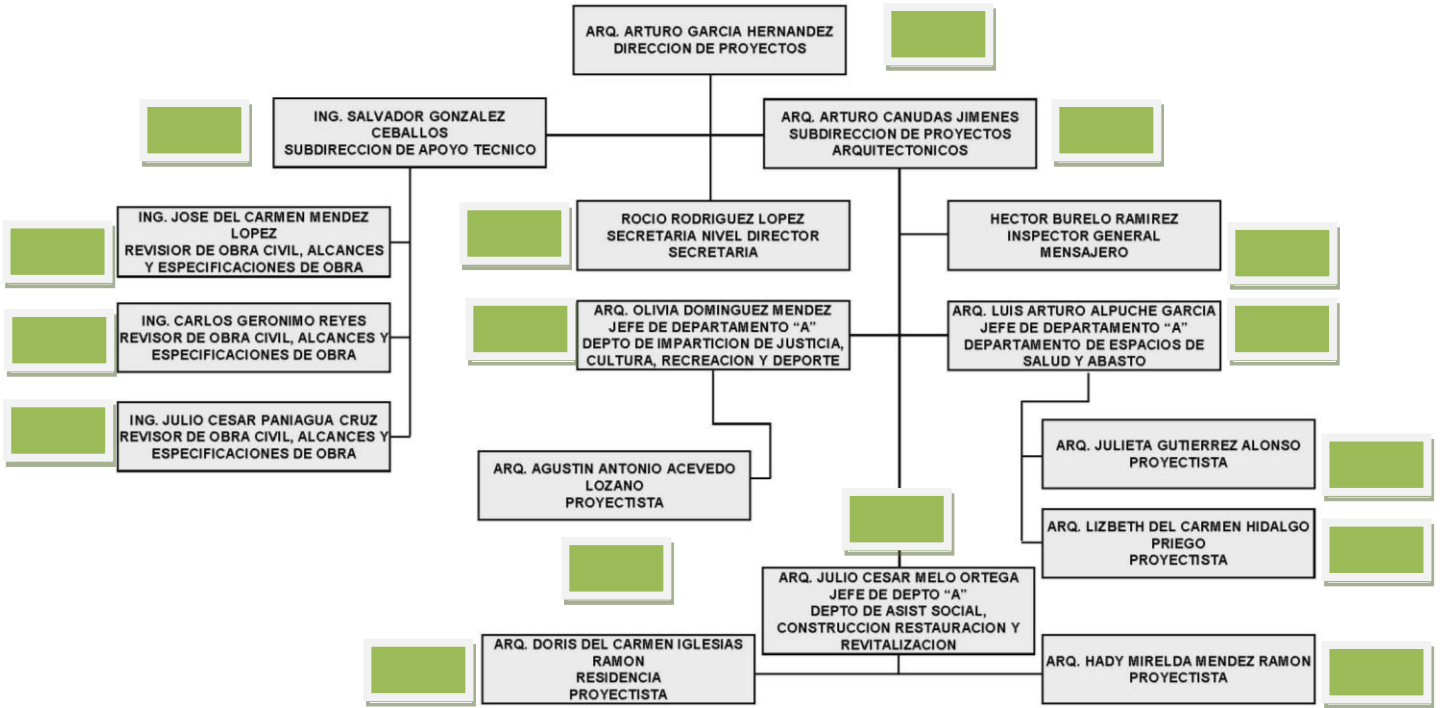 ARQ. ARTURO GARCIA HERNANDEZ
DIRECCION DE PROYECTOS
ING. SALVADOR GONZALEZ
CEBALLOS
SUBDIRECCION DE APOYO TECNICO
ARQ. ARTURO CANUDAS JIMENES
SUBDIRECCION DE PROYECTOS
ARQUITECTONICOS
ING. JOSE DEL CARMEN MENDEZ
LOPEZ
REVISIOR DE OBRA CIVIL, ALCANCES
Y ESPECIFICACIONES DE OBRA
ROCIO RODRIGUEZ LOPEZ
SECRETARIA NIVEL DIRECTOR
SECRETARIA
HECTOR BURELO RAMIREZ
INSPECTOR GENERAL
MENSAJERO
ING. CARLOS GERONIMO REYES
REVISOR DE OBRA CIVIL, ALCANCES Y
ESPECIFICACIONES DE OBRA
ARQ. OLIVIA DOMINGUEZ MENDEZ
JEFE DE DEPARTAMENTO “A”
DEPTO DE IMPARTICION DE JUSTICIA,
CULTURA, RECREACION Y DEPORTE
ARQ. LUIS ARTURO ALPUCHE GARCIA
JEFE DE DEPARTAMENTO “A”
DEPARTAMENTO DE ESPACIOS DE
SALUD Y ABASTO
ING. JULIO CESAR PANIAGUA CRUZ
REVISOR DE OBRA CIVIL, ALCANCES Y
ESPECIFICACIONES DE OBRA
ARQ. AGUSTIN ANTONIO ACEVEDO
LOZANO
PROYECTISTA
ARQ. JULIETA GUTIERREZ ALONSO
PROYECTISTA
ARQ. LIZBETH DEL CARMEN HIDALGO
PRIEGO
PROYECTISTA
ARQ. JULIO CESAR MELO ORTEGA
JEFE DE DEPTO “A”
DEPTO DE ASIST SOCIAL,
CONSTRUCCION RESTAURACION Y
REVITALIZACION
ARQ. DORIS DEL CARMEN IGLESIAS
RAMON
RESIDENCIA
PROYECTISTA
ARQ. HADY MIRELDA MENDEZ RAMON
PROYECTISTA